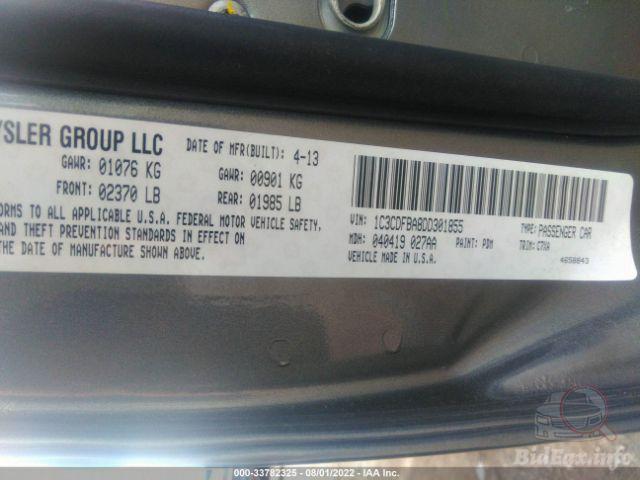 YSLER GROUP LLC
DATE OF MFR(BUILT): 4-13
GAWR: 01076 KG
GAWR: 00901 KG
FRONT: 02370 LB
REAR: 01985 LB
ORMS TO ALL APPLICABLE U.S.A. FEDERAL MOTOR VEHICLE SAFETY,
AND THEFT PREVENTION STANDARDS IN EFFECT ON
THE DATE OF MANUFACTURE SHOWN ABOVE.
VIN: 1C3CDFBA8DD301855
TYPE: PASSENGER CAR
MDH: 040419 027AA
PAINT: PDM
TRIM: C7XA
VEHICLE MADE IN U.S.A.
4658843
BidFax.info
000-33782325 - 08/01/2022 - IAA Inc.